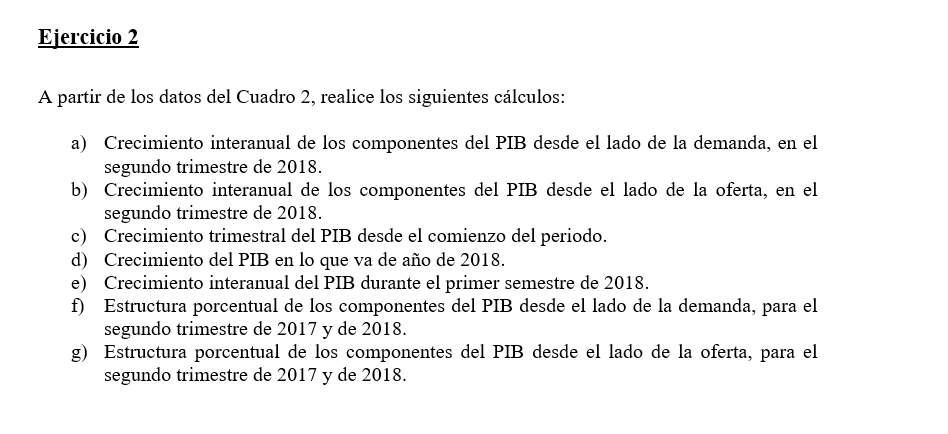 Ejercicio 2
A partir de los datos del Cuadro 2, realice los siguientes cálculos:
a) Crecimiento interanual de los componentes del PIB desde el lado de la demanda, en el
segundo trimestre de 2018.
b) Crecimiento interanual de los componentes del PIB desde el lado de la oferta, en el
segundo trimestre de 2018.
c) Crecimiento trimestral del PIB desde el comienzo del periodo.
d) Crecimiento del PIB en lo que va de año de 2018.
e) Crecimiento interanual del PIB durante el primer semestre de 2018.
f) Estructura porcentual de los componentes del PIB desde el lado de la demanda, para el
segundo trimestre de 2017 y de 2018.
g) Estructura porcentual de los componentes del PIB desde el lado de la oferta, para el
segundo trimestre de 2017 y de 2018.